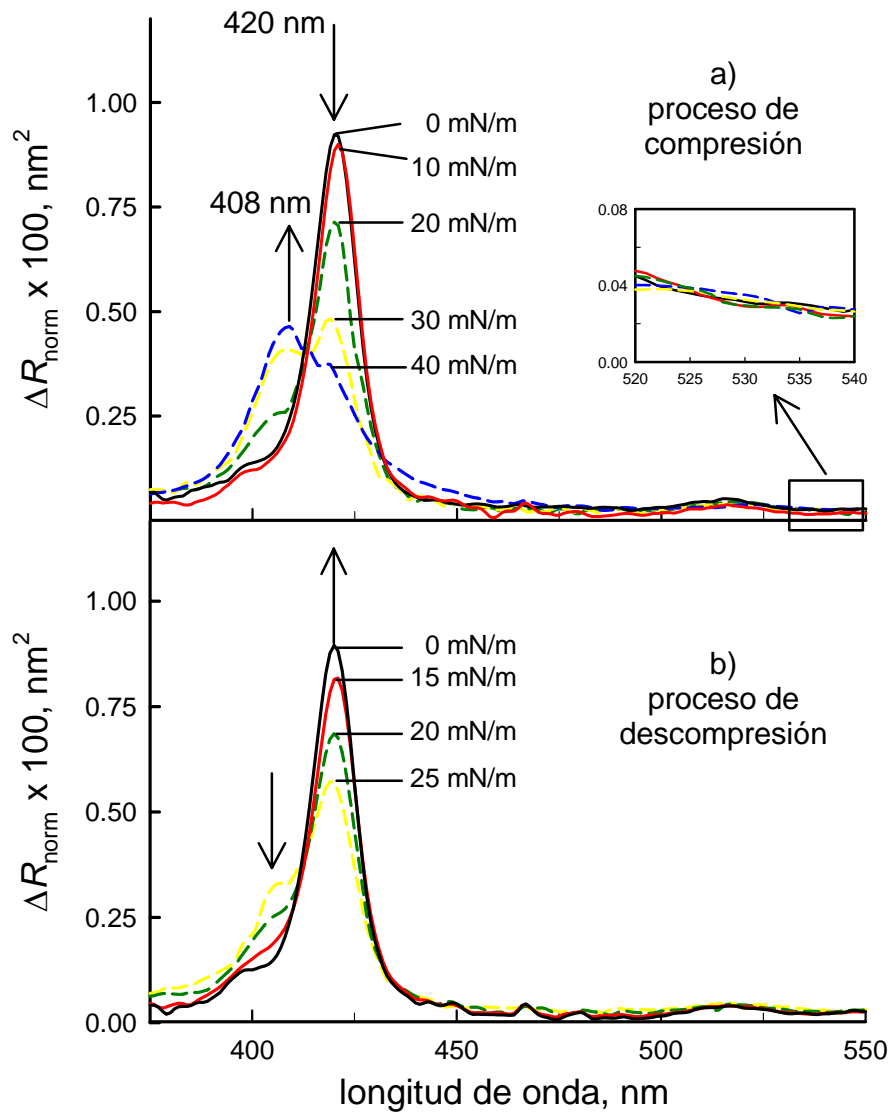 420 nm
a)
proceso de
compresión
0 mN/m
10 mN/m
408 nm
20 mN/m
30 mN/m
40 mN/m
1.00
0.75
0.50
0.25
ΔRnorm x 100, nm2
0.08
0.04
0.00
520 525 530 535 540
b)
proceso de
descompresión
0 mN/m
15 mN/m
20 mN/m
25 mN/m
1.00
0.75
0.50
0.25
0.00
ΔRnorm x 100, nm2
400 450 500 550
longitud de onda, nm